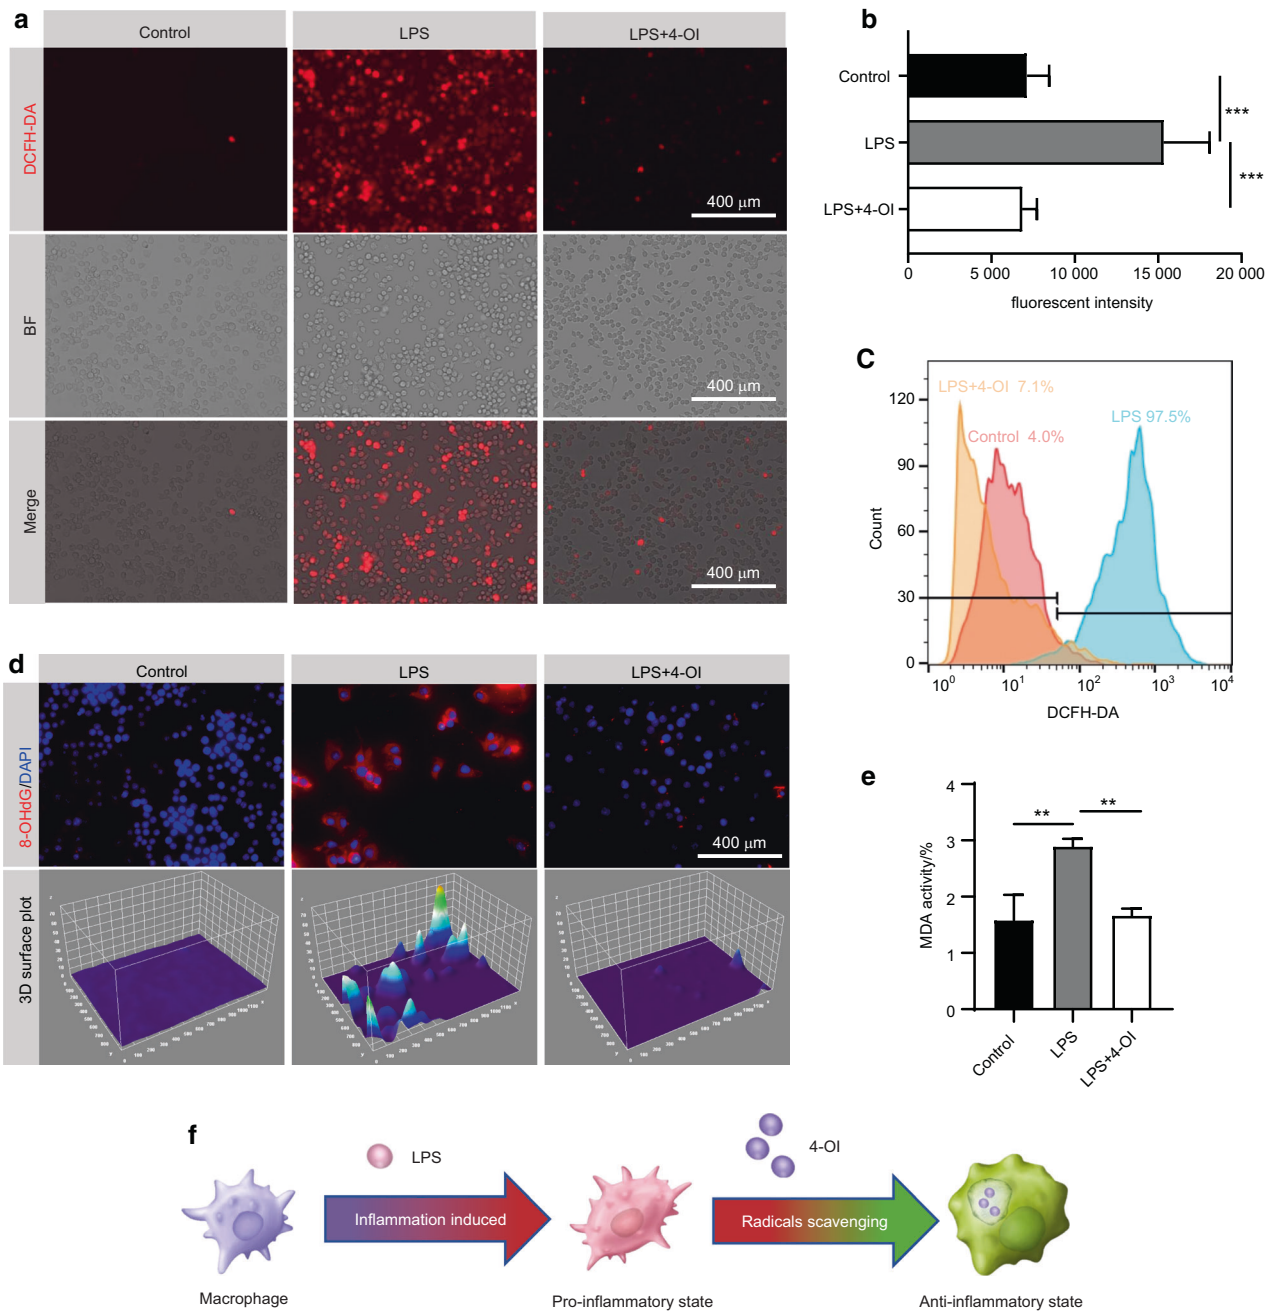 a
Control
LPS
LPS+4-OI
DCFH-DA
400 μm
BF
400 μm
Merge
400 μm
b
Control
LPS
LPS+4-OI
***
***
0
5 000
10 000
15 000
20 000
fluorescent intensity
C
LPS+4-OI 7.1%
Control 4.0%
LPS 97.5%
Count
120
90
60
30
0
10⁰
10¹
10²
10³
10⁴
DCFH-DA
d
Control
LPS
LPS+4-OI
8-OHdG/DAPI
400 μm
3D surface plot
e
MDA activity/%
4
3
2
1
0
**
**
Control
LPS
LPS+4-OI
f
LPS
4-OI
Inflammation induced
Radicals scavenging
Macrophage
Pro-inflammatory state
Anti-inflammatory state